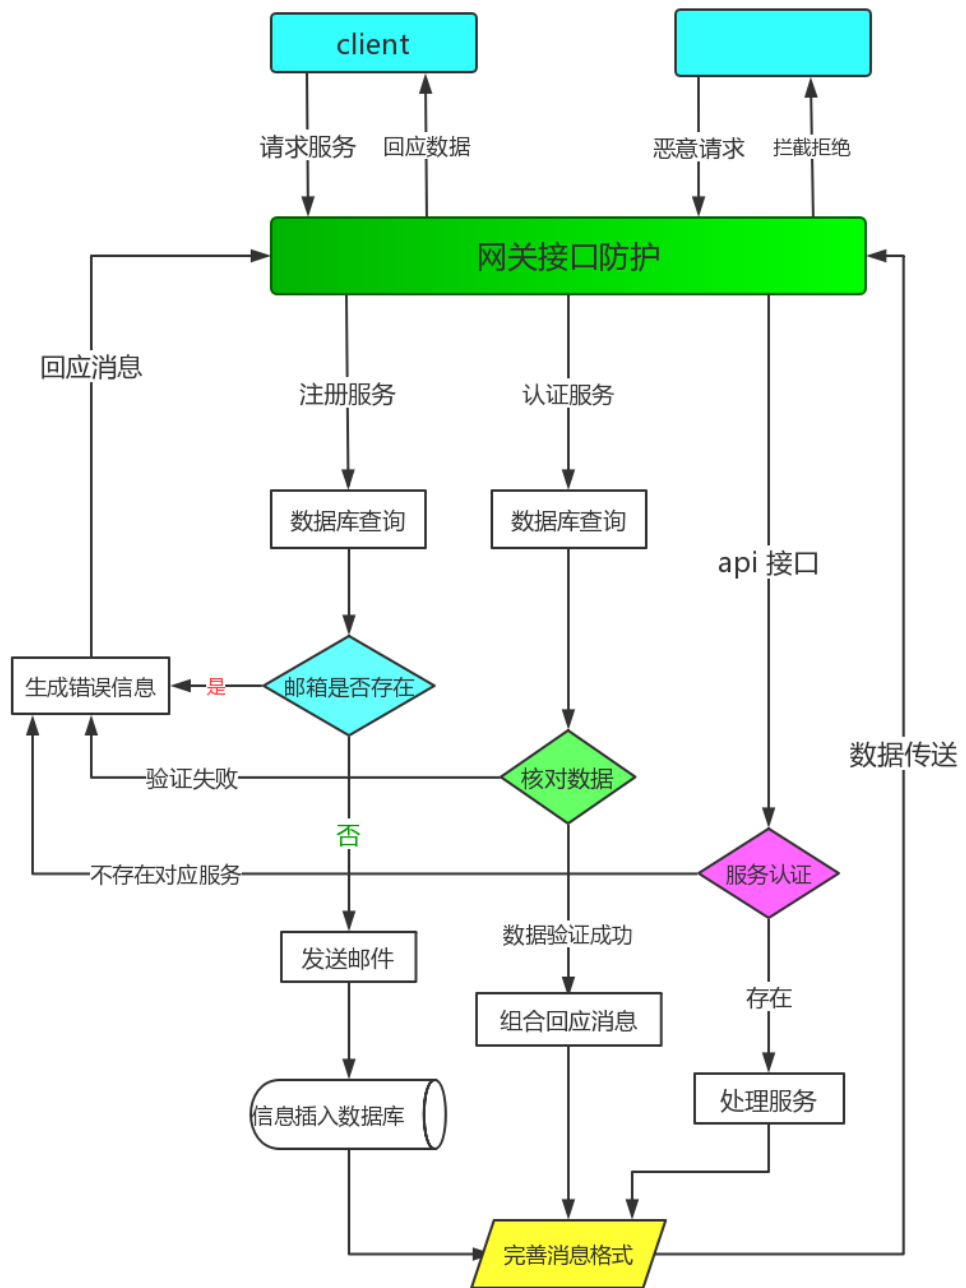 client
请求服务
回应数据
恶意请求
拦截拒绝
网关接口防护
回应消息
注册服务
认证服务
数据库查询
数据库查询
api 接口
生成错误信息
是
邮箱是否存在
数据传送
验证失败
核对数据
否
不存在对应服务
服务认证
数据验证成功
发送邮件
存在
组合回应消息
处理服务
信息插入数据库
完善消息格式